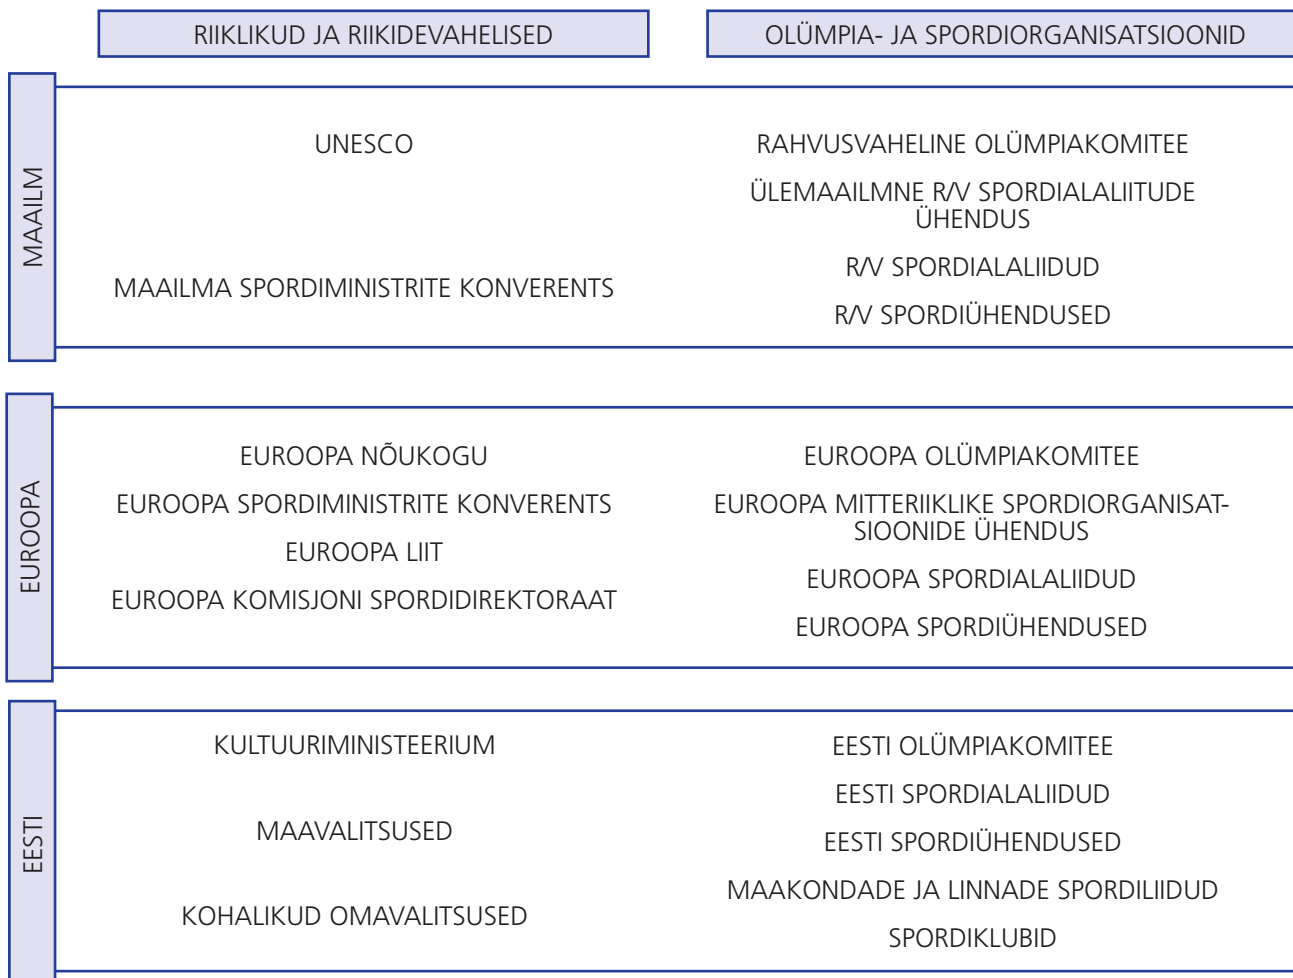 RIIKLIKUD JA RIIKIDEVAHELISED
OLÜMPIA- JA SPORDIORGANISATSIOONID
MAAILM
UNESCO
MAAILMA SPORDIMINISTRITE KONVERENTS
RAHVUSVAHELINE OLÜMPIAKOMITEE
ÜLEMAAILMNE R/V SPORDIALALIITUDE
ÜHENDUS
R/V SPORDIALALIIDUD
R/V SPORDIÜHENDUSED
EUROOPA
EUROOPA NÕUKOGU
EUROOPA SPORDIMINISTRITE KONVERENTS
EUROOPA LIIT
EUROOPA KOMISJONI SPORDIDIREKTORAAT
EUROOPA OLÜMPIAKOMITEE
EUROOPA MITTERIIKLIKE SPORDIORGANISAT-
SIOONIDE ÜHENDUS
EUROOPA SPORDIALALIIDUD
EUROOPA SPORDIÜHENDUSED
EESTI
KULTUURIMINISTEERIUM
MAAVALITSUSED
KOHALIKUD OMAVALITSUSED
EESTI OLÜMPIAKOMITEE
EESTI SPORDIALALIIDUD
EESTI SPORDIÜHENDUSED
MAAKONDADE JA LINNADE SPORDILIIDUD
SPORDIKLUBID